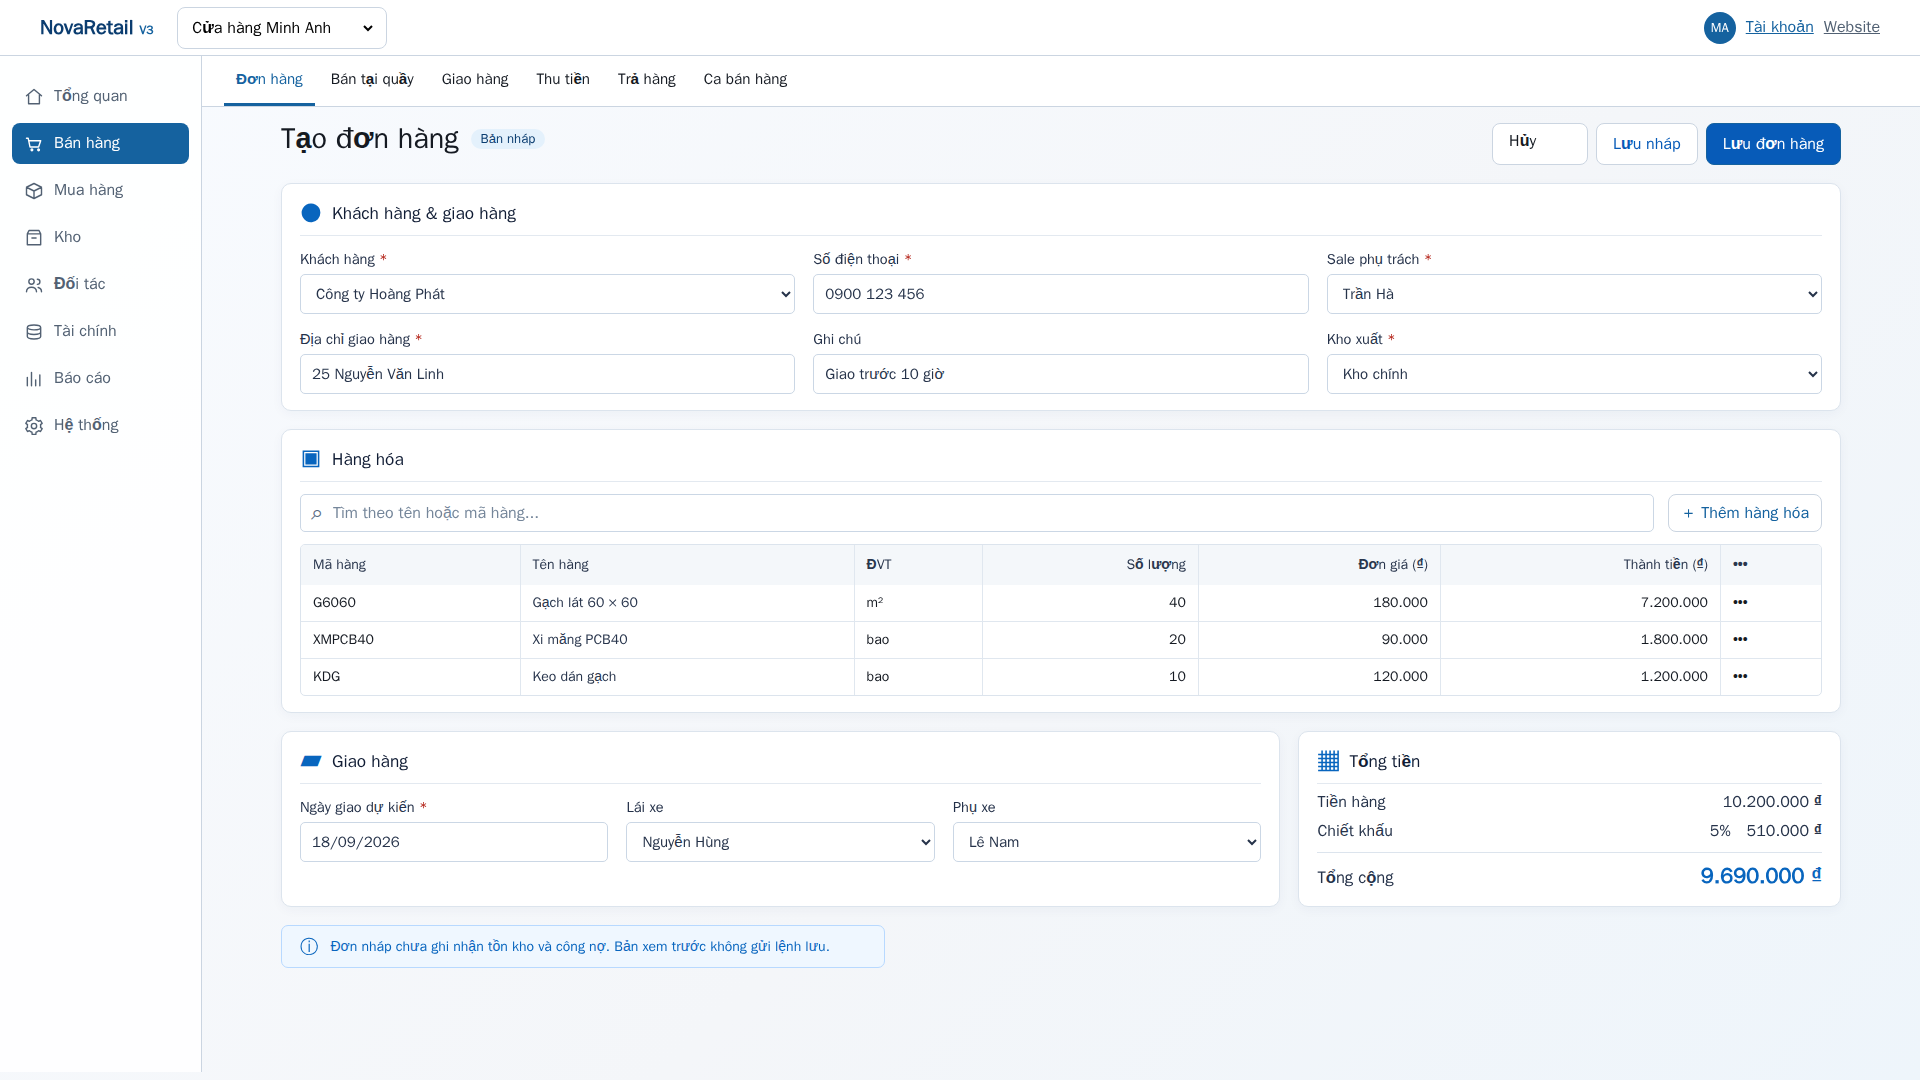 NovaRetail V3
Cửa hàng Minh Anh
MA Tài khoản Website
Tổng quan
Bán hàng
Mua hàng
Kho
Đối tác
Tài chính
Báo cáo
Hệ thống
Đơn hàng Bán tại quầy Giao hàng Thu tiền Trả hàng Ca bán hàng
Tạo đơn hàng Bản nháp
Hủy Lưu nháp Lưu đơn hàng
Khách hàng & giao hàng
Khách hàng * Số điện thoại * Sale phụ trách *
Công ty Hoàng Phát 0900 123 456 Trần Hà
Địa chỉ giao hàng * Ghi chú Kho xuất *
25 Nguyễn Văn Linh Giao trước 10 giờ Kho chính
Hàng hóa
Tìm theo tên hoặc mã hàng... + Thêm hàng hóa
Mã hàng Tên hàng ĐVT Số lượng Đơn giá (₫) Thành tiền (₫) •••
G6060 Gạch lát 60 × 60 m² 40 180.000 7.200.000 •••
XMPCB40 Xi măng PCB40 bao 20 90.000 1.800.000 •••
KDG Keo dán gạch bao 10 120.000 1.200.000 •••
Giao hàng
Ngày giao dự kiến * Lái xe Phụ xe
18/09/2026 Nguyễn Hùng Lê Nam
Tổng tiền
Tiền hàng 10.200.000 ₫
Chiết khấu 5% 510.000 ₫
Tổng cộng 9.690.000 ₫
Đơn nháp chưa ghi nhận tồn kho và công nợ. Bản xem trước không gửi lệnh lưu.